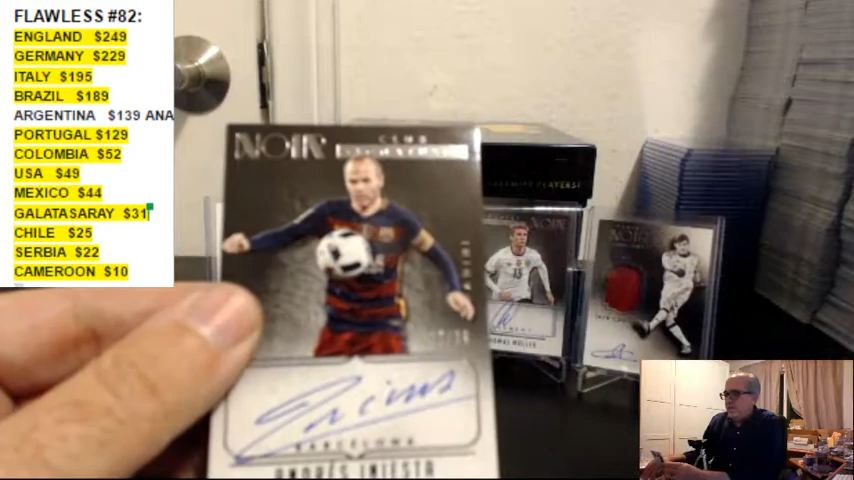 FLAWLESS #82:
ENGLAND $249
GERMANY $229
ITALY $195
BRAZIL $189
ARGENTINA $139 ANA
PORTUGAL $129
COLOMBIA $52
USA $49
MEXICO $44
GALATASARAY $31
CHILE $25
SERBIA $22
CAMEROON $10
NOIR
CLUB
BARCELONA
ANDRÉS INIESTA
NOIR
THOMAS MÜLLER
NOIR